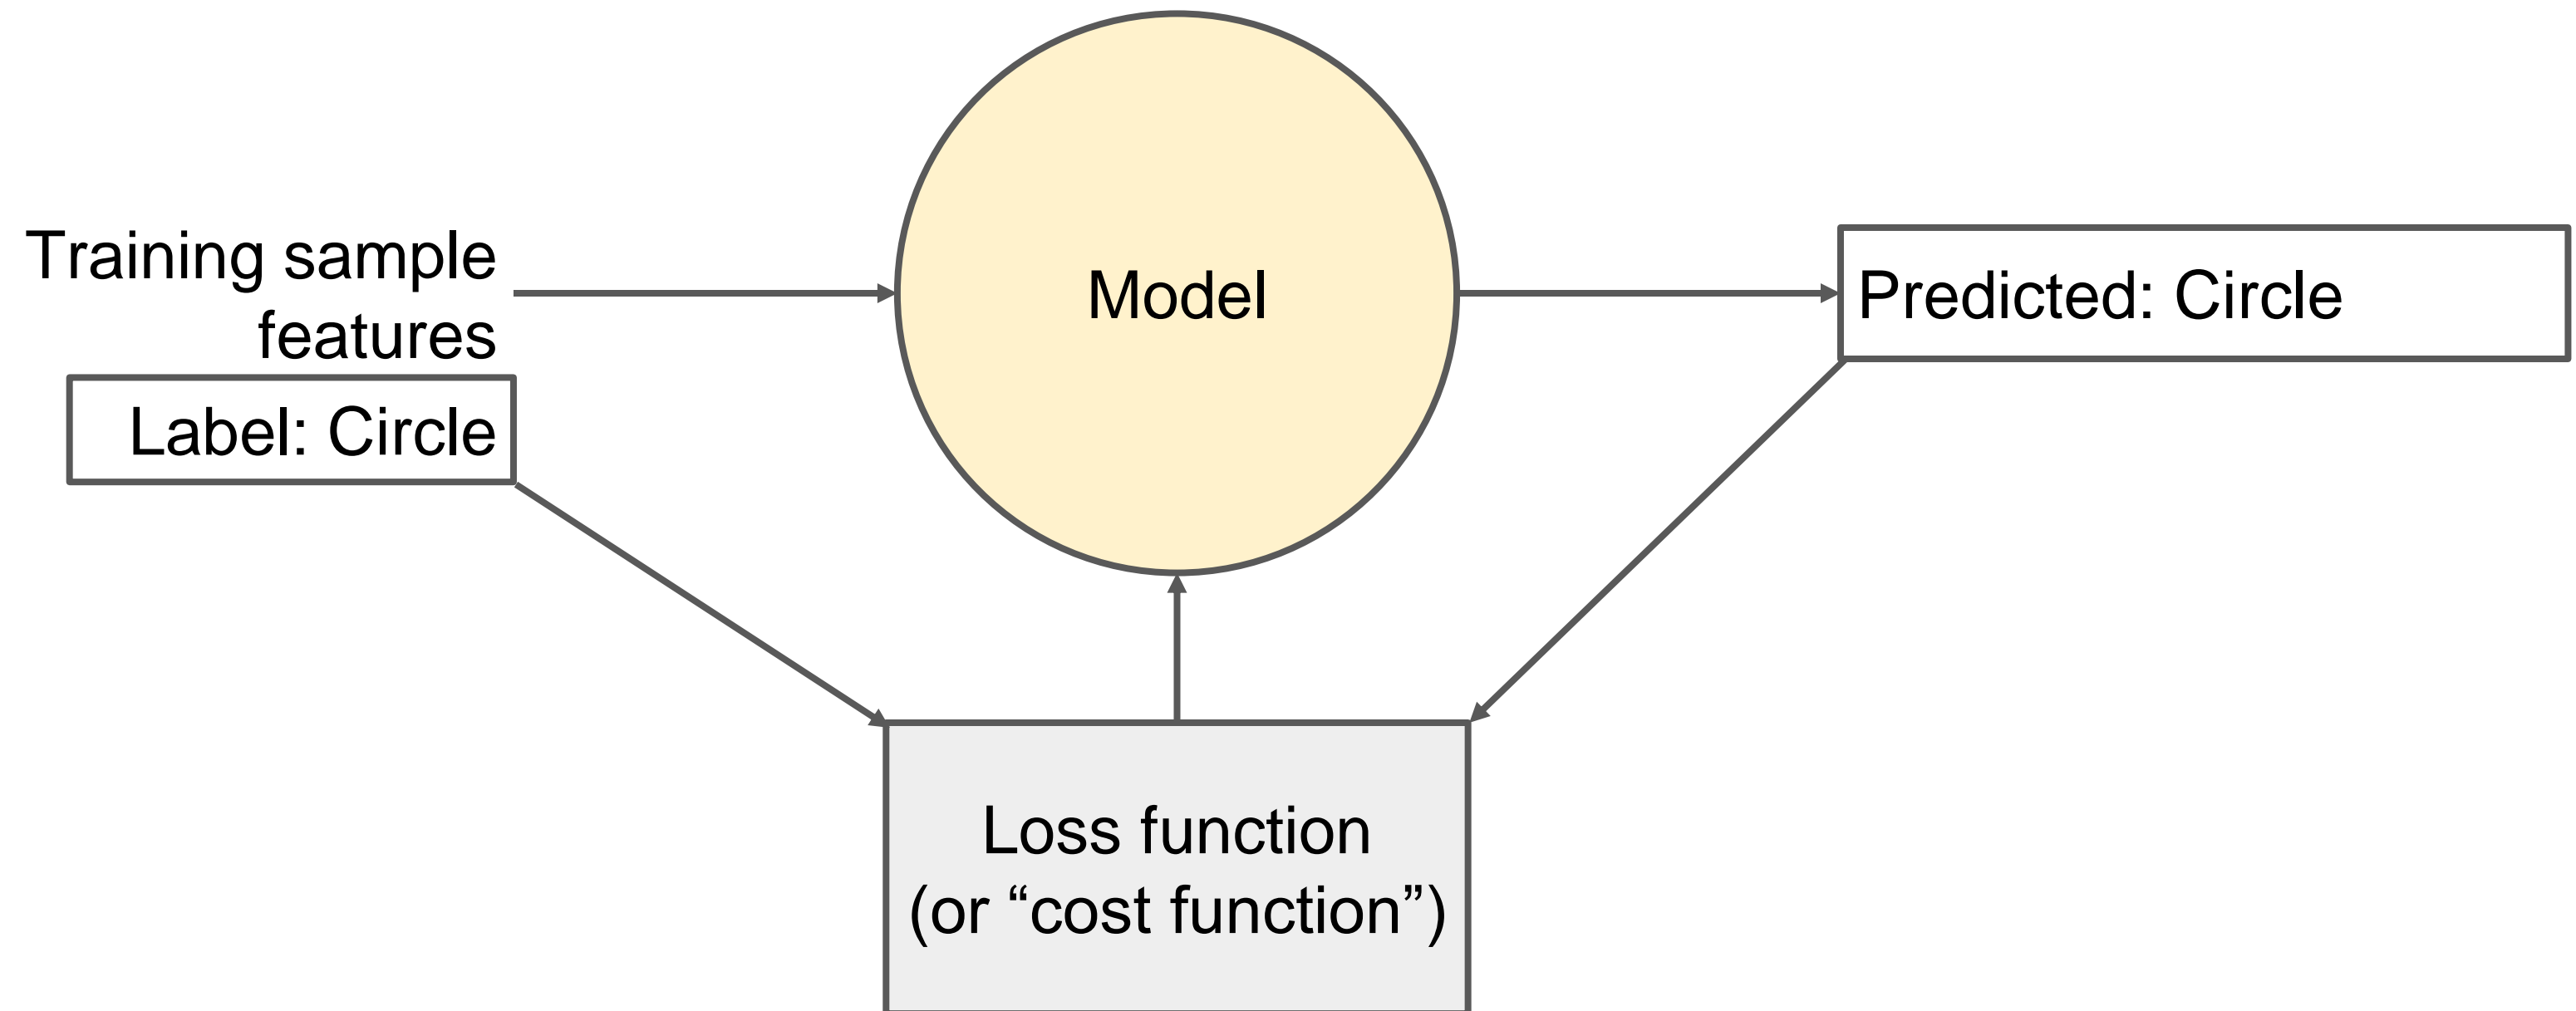 Training sample
features
Label: Circle
Model
Predicted: Circle
Loss function
(or “cost function”)